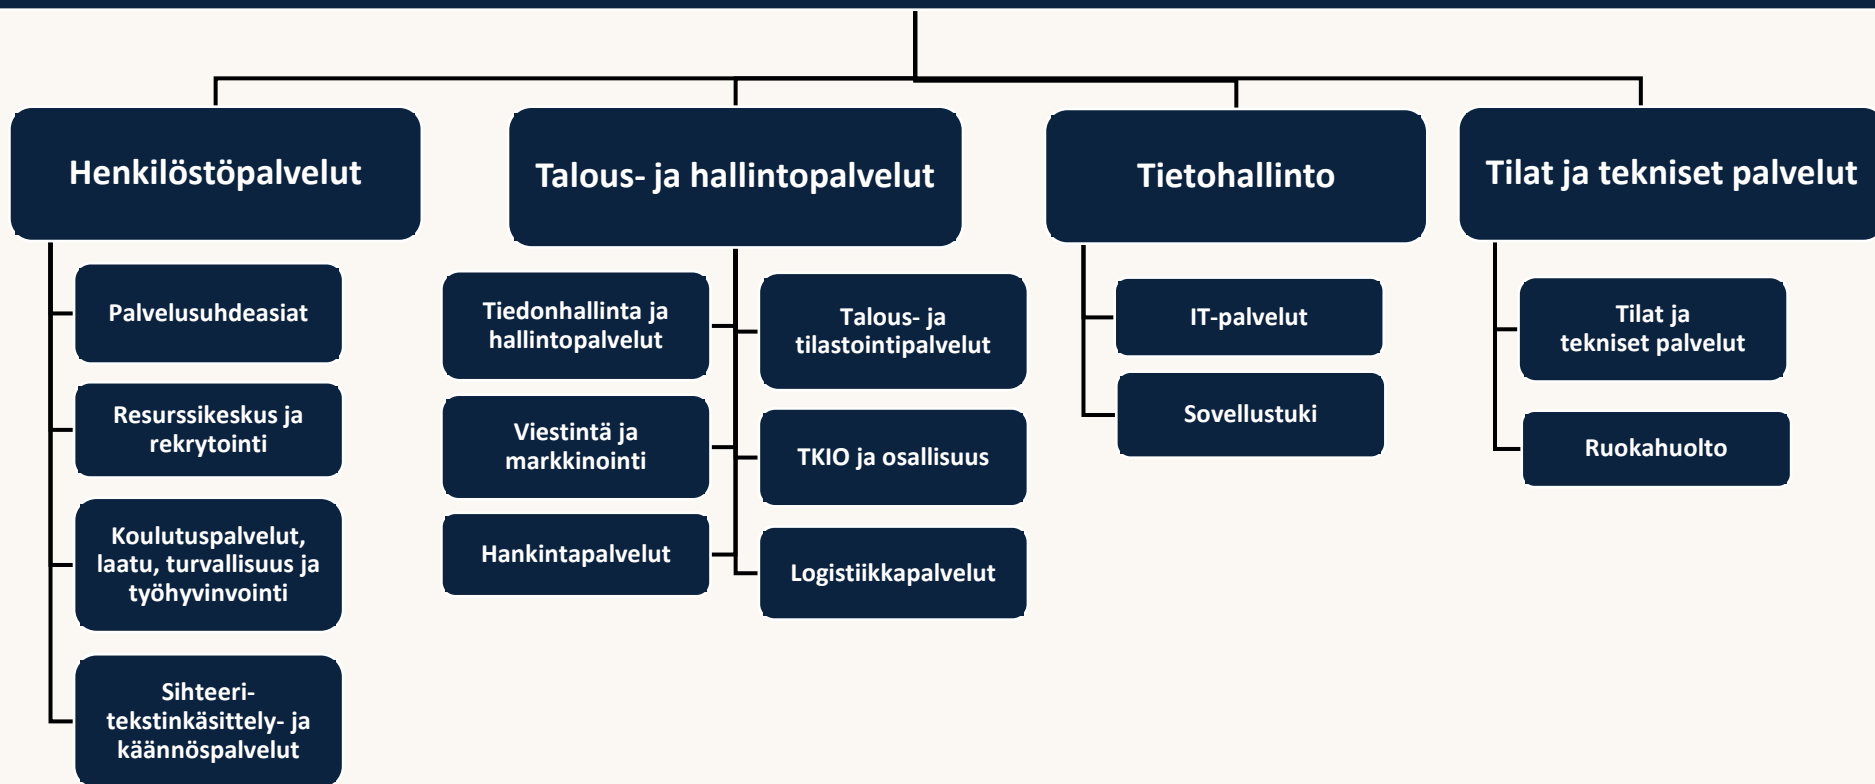 Henkilöstöpalvelut
Palvelusuhdeasiat
Resurssikeskus ja
rekrytointi
Koulutuspalvelut,
laatu, turvallisuus ja
työhyvinvointi
Sihteeri-
tekstinkäsittely- ja
käännöspalvelut
Talous- ja hallintopalvelut
Tiedonhallinta ja
hallintopalvelut
Viestintä ja
markkinointi
Hankintapalvelut
Talous- ja
tilastointipalvelut
TKIO ja osallisuus
Logistiikkapalvelut
Tietohallinto
IT-palvelut
Sovellustuki
Tilat ja tekniset palvelut
Tilat ja
tekniset palvelut
Ruokahuolto